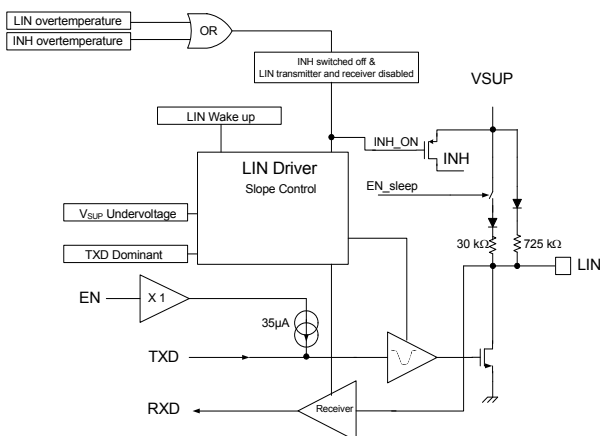 LIN overtemperature
INH overtemperature
OR
INH switched off &
LIN transmitter and receiver disabled
VSUP
LIN Wake up
INH_ON
INH
LIN Driver
Slope Control
EN_sleep
VSUP Undervoltage
TXD Dominant
30 kΩ
725 kΩ
LIN
EN
X 1
35µA
TXD
RXD
Receiver